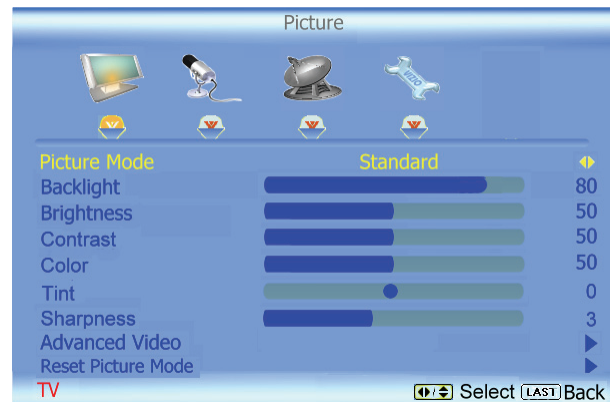 Picture
VIZIO
Picture Mode Standard
Backlight 80
Brightness 50
Contrast 50
Color 50
Tint 0
Sharpness 3
Advanced Video
Reset Picture Mode
TV Select LAST Back